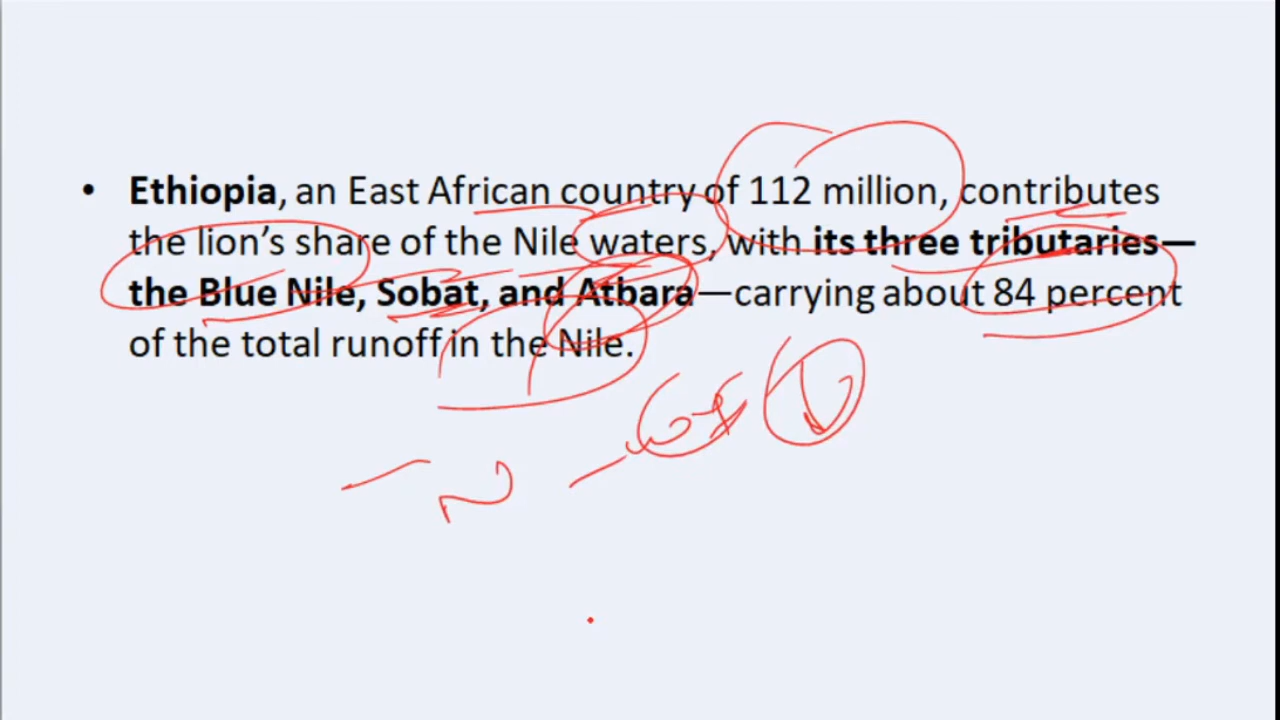 • Ethiopia, an East African country of 112 million, contributes
the lion’s share of the Nile waters, with its three tributaries—
the Blue Nile, Sobat, and Atbara—carrying about 84 percent
of the total runoff in the Nile.